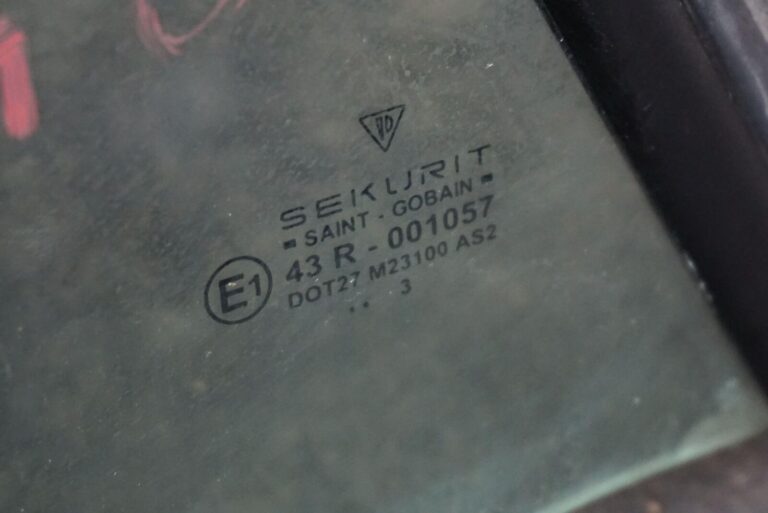 SEKURIT
SAINT - GOBAIN
E1
43 R - 001057
DOT27 M23100 AS2
.. 3